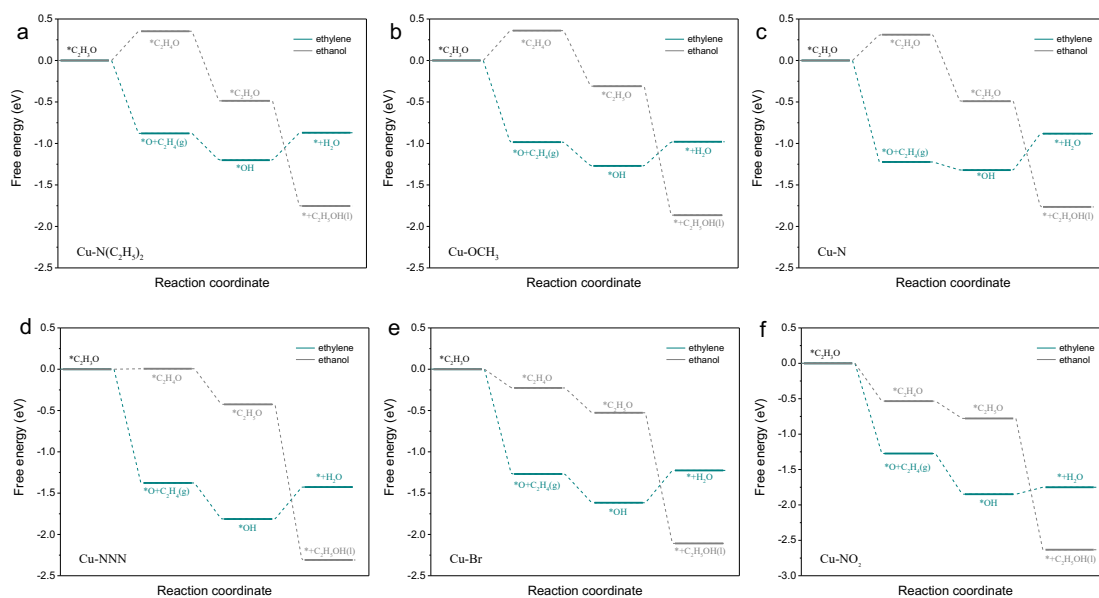 a
0.5
0.0
-0.5
-1.0
-1.5
-2.0
-2.5
Free energy (eV)
Reaction coordinate
ethylene
ethanol
*C₂H₃O
*C₂H₄O
*C₂H₅O
*O+C₂H₄(g)
*OH
*+H₂O
*+C₂H₅OH(l)
Cu-N(C₂H₅)₂
b
0.5
0.0
-0.5
-1.0
-1.5
-2.0
-2.5
Free energy (eV)
Reaction coordinate
ethylene
ethanol
*C₂H₃O
*C₂H₄O
*C₂H₅O
*O+C₂H₄(g)
*OH
*+H₂O
*+C₂H₅OH(l)
Cu-OCH₃
c
0.5
0.0
-0.5
-1.0
-1.5
-2.0
-2.5
Free energy (eV)
Reaction coordinate
ethylene
ethanol
*C₂H₃O
*C₂H₄O
*C₂H₅O
*O+C₂H₄(g)
*OH
*+H₂O
*+C₂H₅OH(l)
Cu-N
d
0.5
0.0
-0.5
-1.0
-1.5
-2.0
-2.5
Free energy (eV)
Reaction coordinate
ethylene
ethanol
*C₂H₃O
*C₂H₄O
*C₂H₅O
*O+C₂H₄(g)
*OH
*+H₂O
*+C₂H₅OH(l)
Cu-NNN
e
0.5
0.0
-0.5
-1.0
-1.5
-2.0
-2.5
Free energy (eV)
Reaction coordinate
ethylene
ethanol
*C₂H₃O
*C₂H₄O
*C₂H₅O
*O+C₂H₄(g)
*OH
*+H₂O
*+C₂H₅OH(l)
Cu-Br
f
0.5
0.0
-0.5
-1.0
-1.5
-2.0
-2.5
-3.0
Free energy (eV)
Reaction coordinate
ethylene
ethanol
*C₂H₃O
*C₂H₄O
*C₂H₅O
*O+C₂H₄(g)
*OH
*+H₂O
*+C₂H₅OH(l)
Cu-NO₂